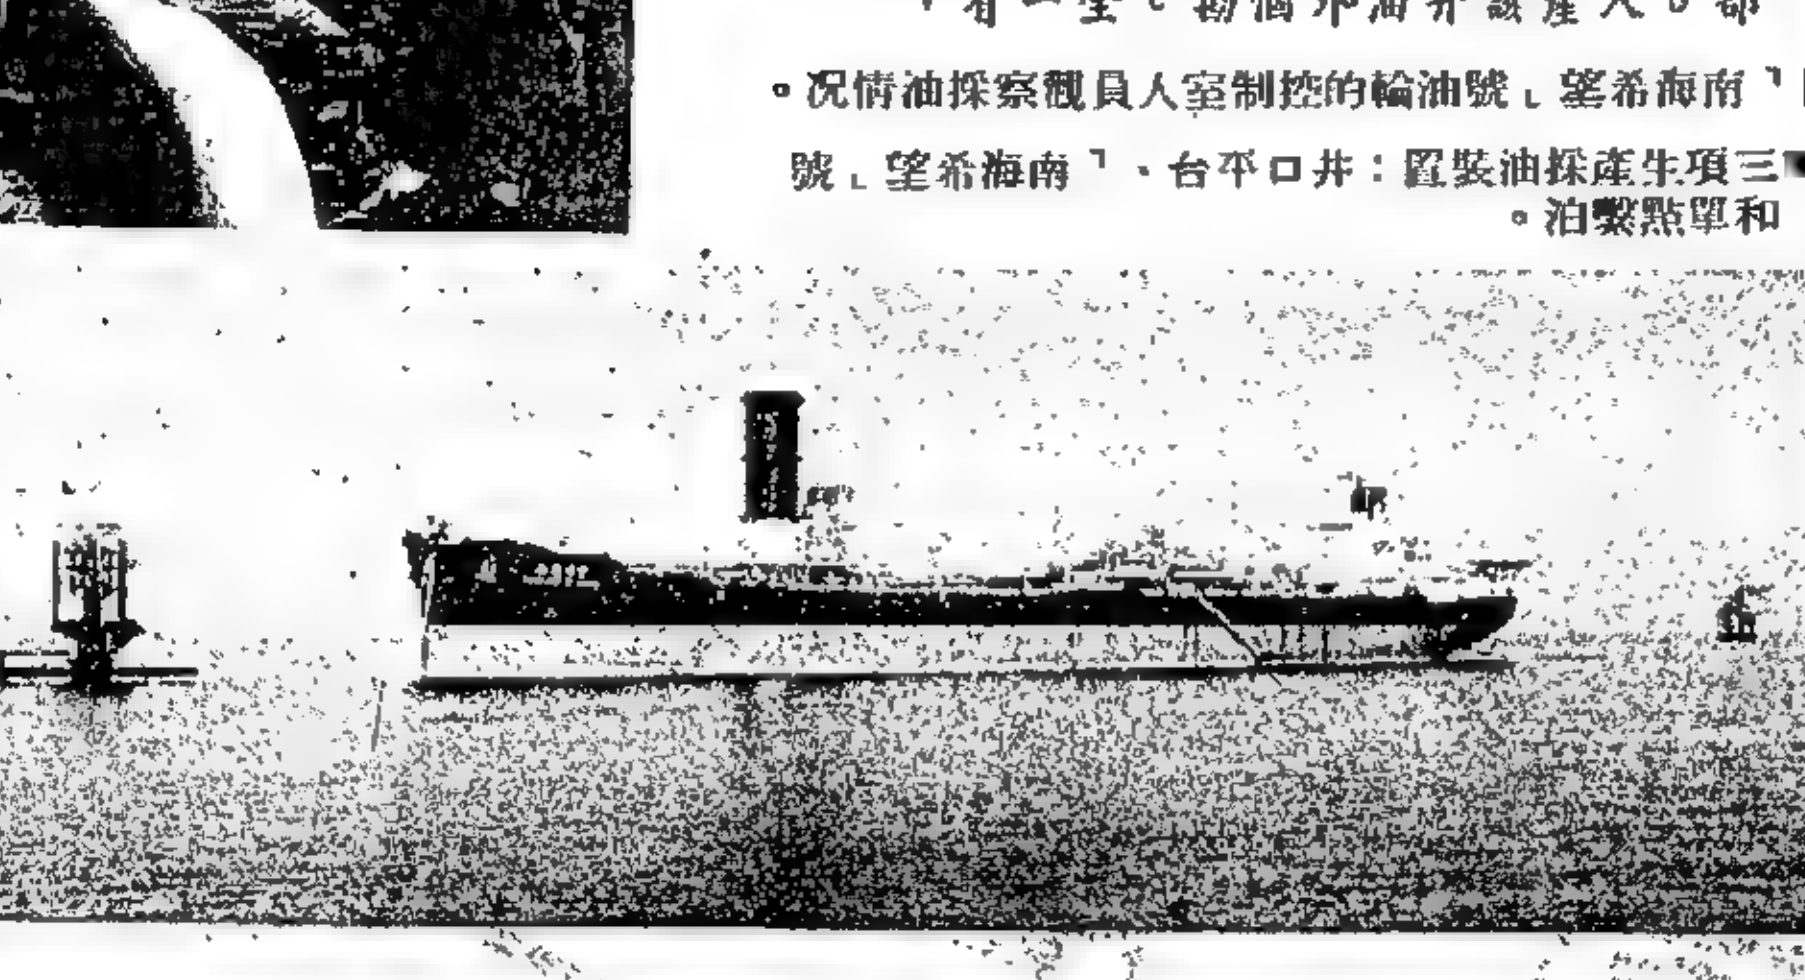 「南海希望」號油輪的控制室人員觀察採油情况。
三項生產採油裝置：井口平台、「南海希望」號
和單點繫泊。